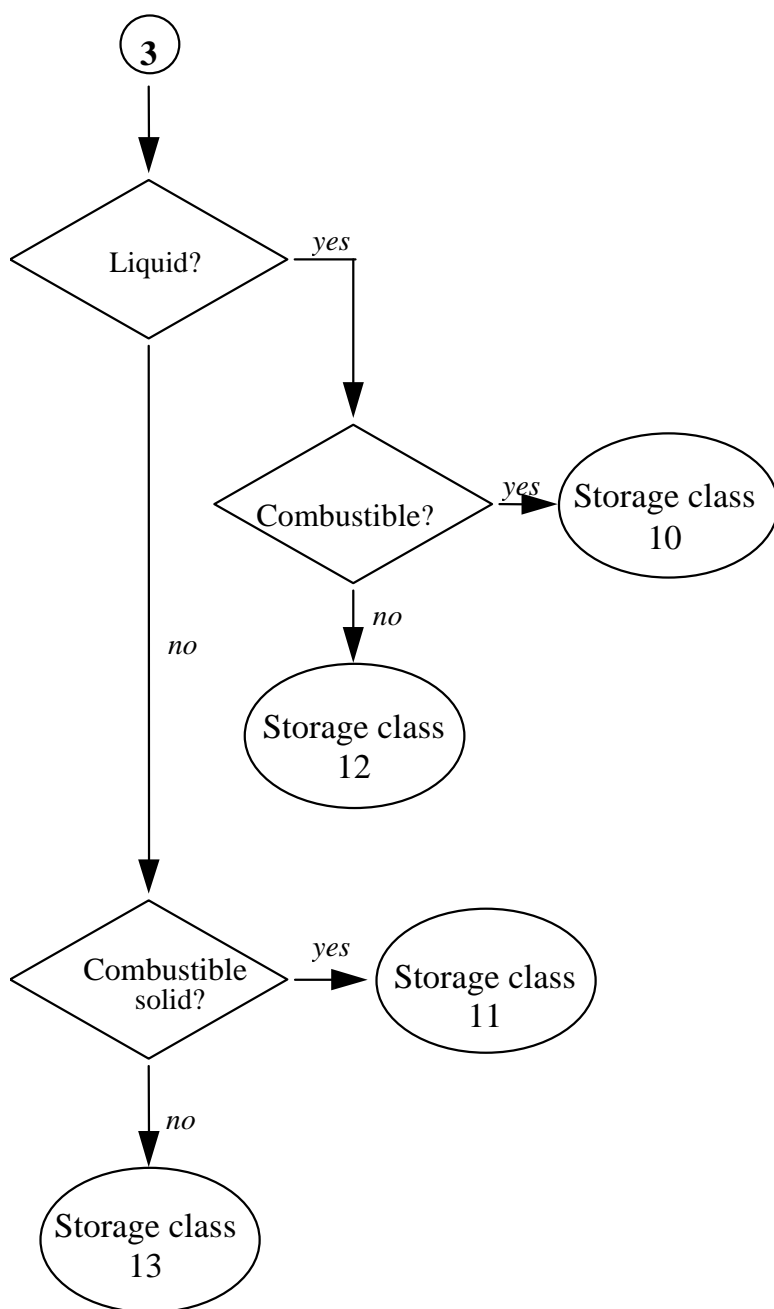 3
Liquid?
yes
Combustible?
yes
Storage class
10
no
no
Storage class
12
Combustible
solid?
yes
Storage class
11
no
Storage class
13